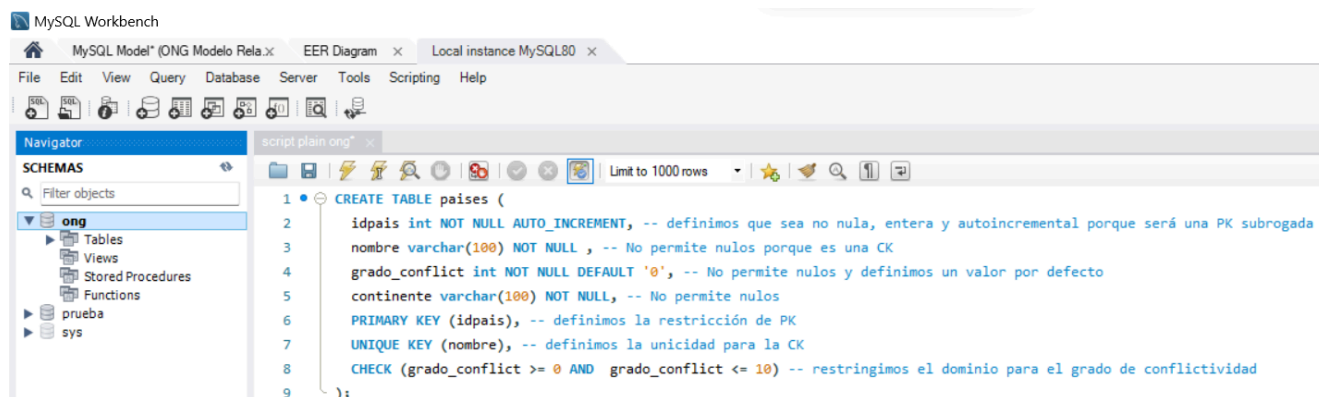 MySQL Workbench
MySQL Model* (ONG Modelo Rela... EER Diagram Local instance MySQL80
File Edit View Query Database Server Tools Scripting Help
Navigator
SCHEMAS
Filter objects
ong
Tables
Views
Stored Procedures
Functions
prueba
sys
script plain ong*
Limit to 1000 rows
1 CREATE TABLE paises (
2 idpais int NOT NULL AUTO_INCREMENT, -- definimos que sea no nula, entera y autoincremental porque será una PK subrogada
3 nombre varchar(100) NOT NULL , -- No permite nulos porque es una CK
4 grado_conflict int NOT NULL DEFAULT '0', -- No permite nulos y definimos un valor por defecto
5 continente varchar(100) NOT NULL, -- No permite nulos
6 PRIMARY KEY (idpais), -- definimos la restricción de PK
7 UNIQUE KEY (nombre), -- definimos la unicidad para la CK
8 CHECK (grado_conflict >= 0 AND  grado_conflict <= 10) -- restringimos el dominio para el grado de conflictividad
9 );